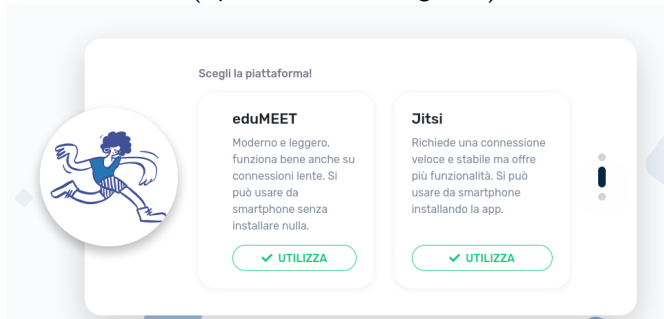 Scegli la piattaforma!
eduMEET
Moderno e leggero,
funziona bene anche su
connessioni lente. Si
può usare da
smartphone senza
installare nulla.
UTILIZZA
Jitsi
Richiede una connessione
veloce e stabile ma offre
più funzionalità. Si può
usare da smartphone
installando la app.
UTILIZZA